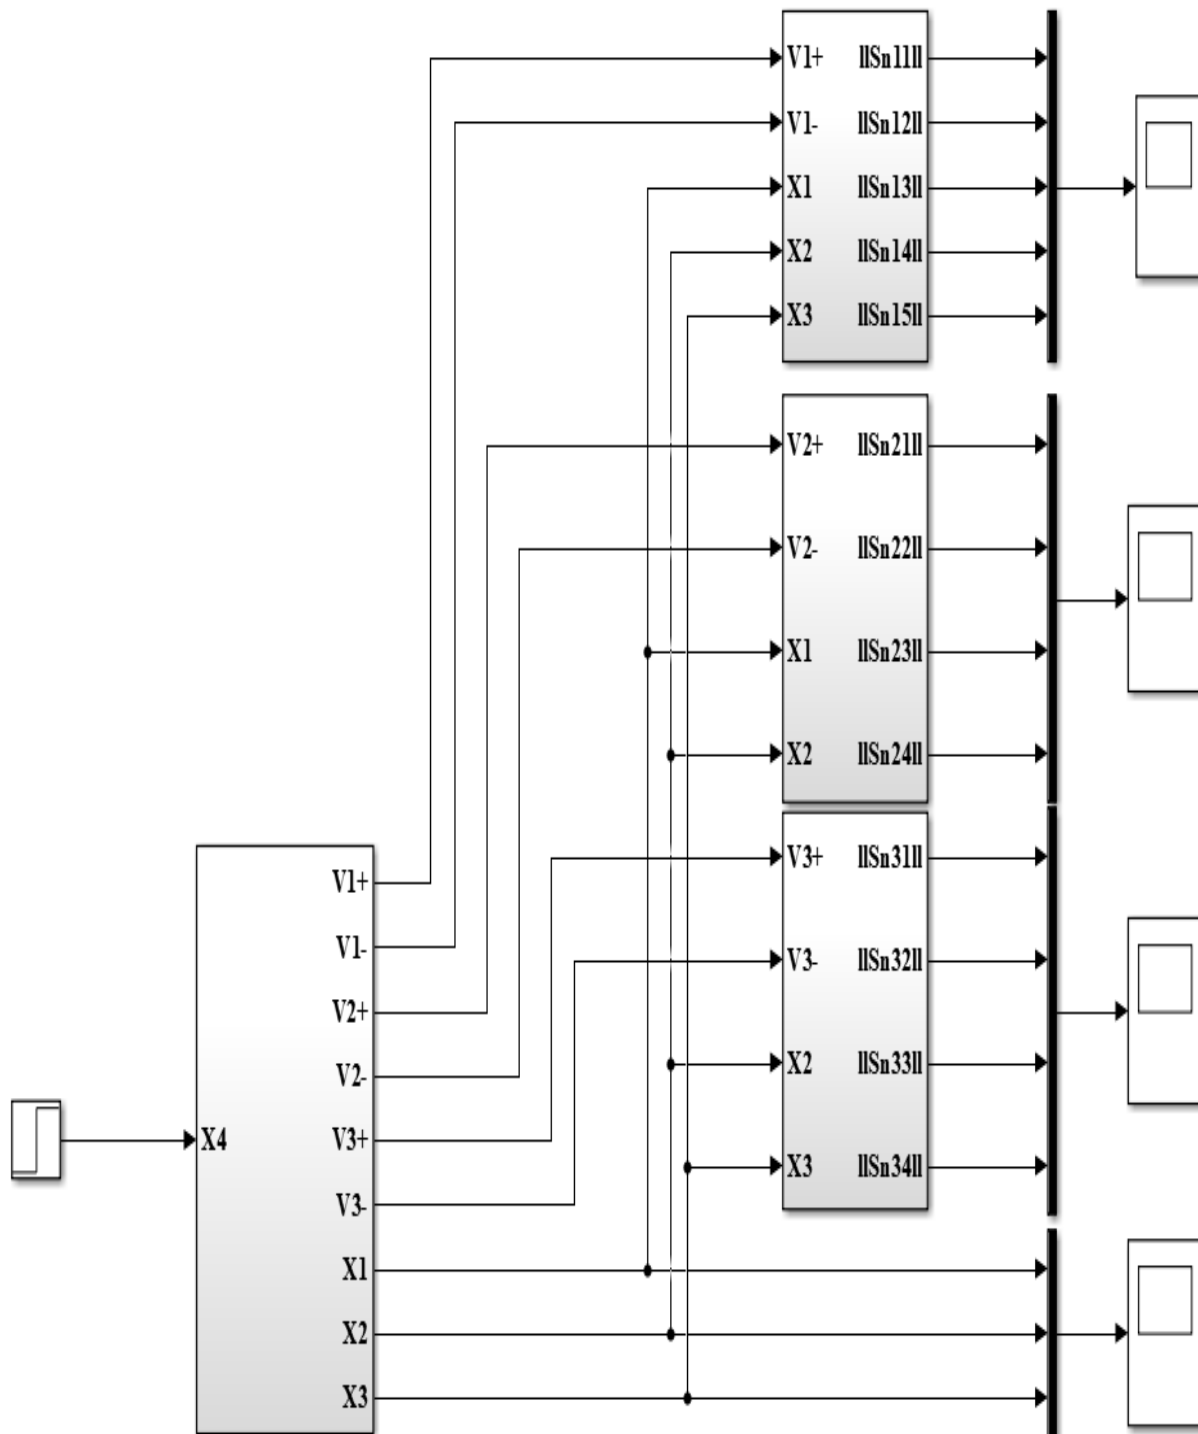 V1+ llSn11ll
V1- llSn12ll
X1 llSn13ll
X2 llSn14ll
X3 llSn15ll
V2+ llSn21ll
V2- llSn22ll
X1 llSn23ll
X2 llSn24ll
V3+ llSn31ll
V3- llSn32ll
X2 llSn33ll
X3 llSn34ll
V1+
V1-
V2+
V2-
X4 V3+
V3-
X1
X2
X3